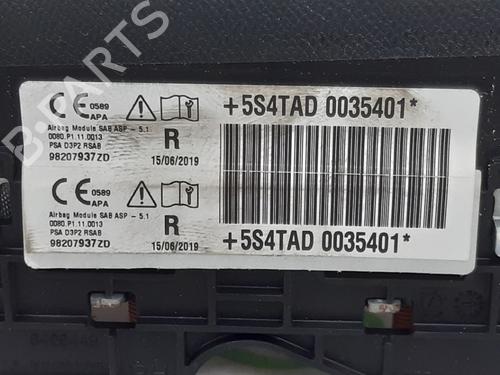 B-PARTS
CE 0589
APA
R
+5S4TAD 0035401*
Airbag Module SAB ASP - 5.1
0080.P1.11.0013
PSA D3P2 RSAB
98207937ZD
15/06/2019
CE 0589
APA
R
Airbag Module SAB ASP - 5.1
0080.P1.11.0013
PSA D3P2 RSAB
98207937ZD
15/06/2019
+5S4TAD 0035401*